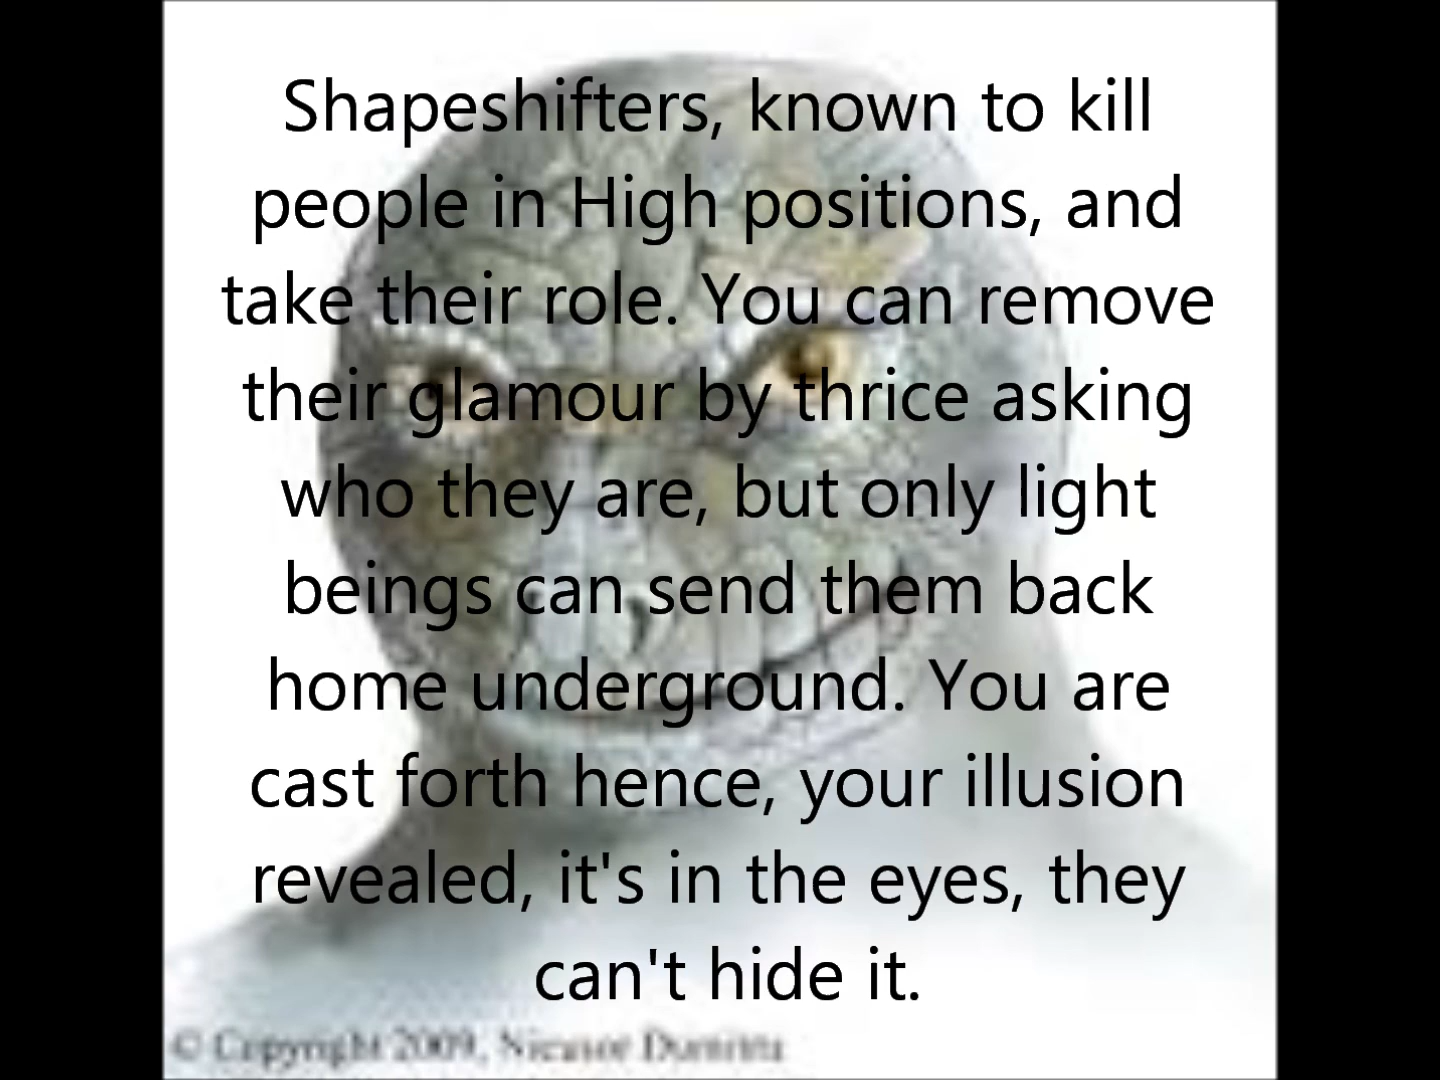 Shapeshifters, known to kill
people in High positions, and
take their role. You can remove
their glamour by thrice asking
who they are, but only light
beings can send them back
home underground. You are
cast forth hence, your illusion
revealed, it's in the eyes, they
can't hide it.
© Copyright 2009,